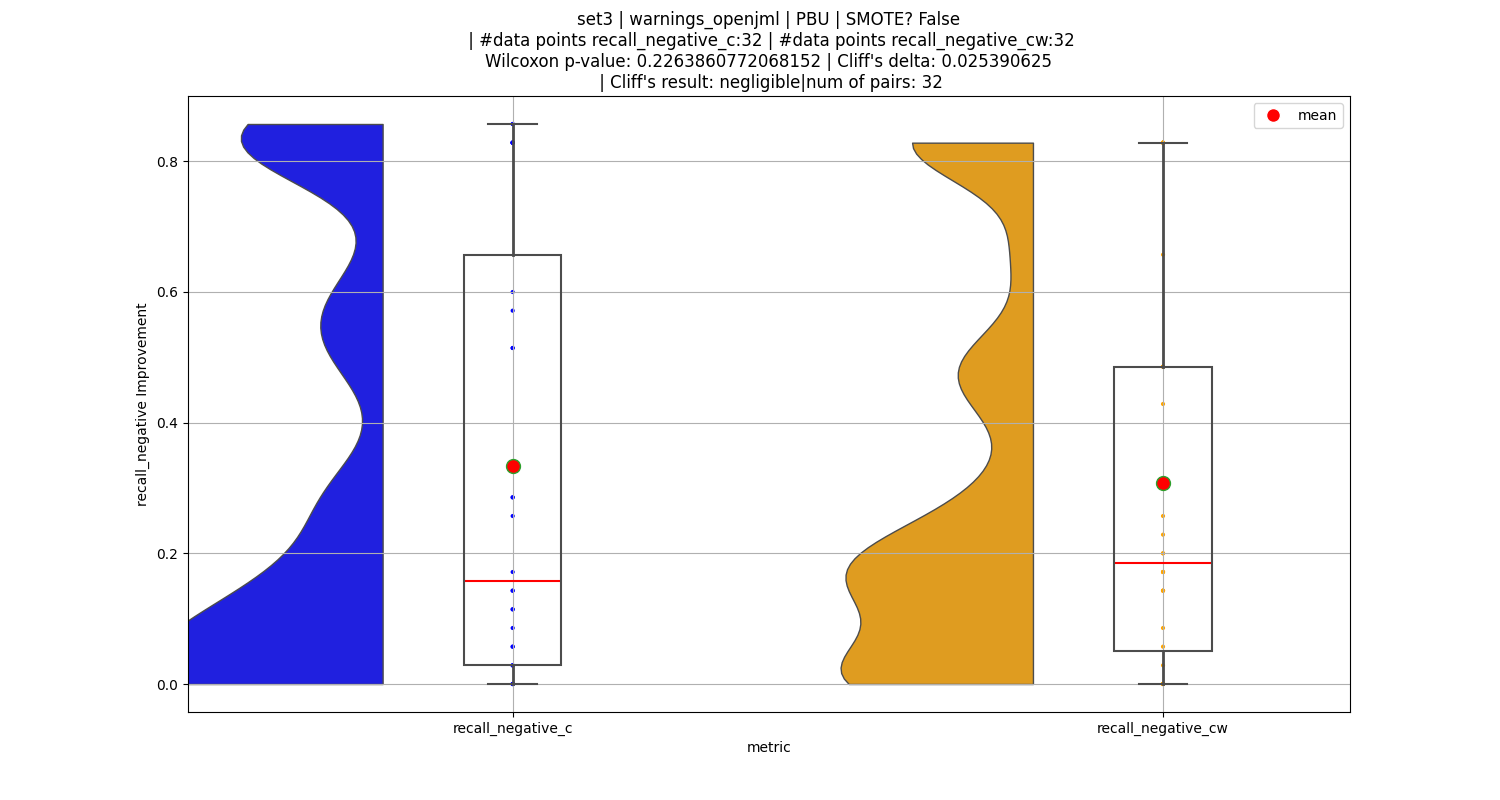 set3 | warnings_openjml | PBU | SMOTE? False
| #data points recall_negative_c:32 | #data points recall_negative_cw:32
Wilcoxon p-value: 0.2263860772068152 | Cliff's delta: 0.025390625
| Cliff's result: negligible|num of pairs: 32
mean
0.8
0.6
0.4
0.2
0.0
recall_negative Improvement
recall_negative_c
recall_negative_cw
metric